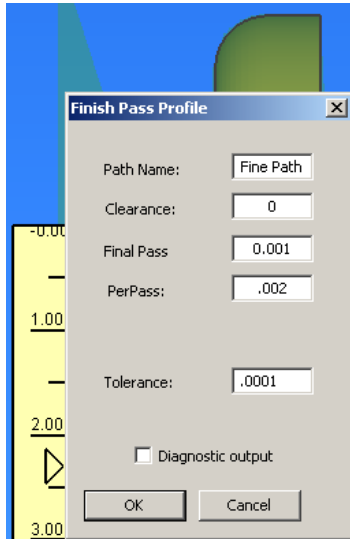 Finish Pass Profile
Path Name: Fine Path
Clearance: 0
Final Pass 0.001
PerPass: .002
Tolerance: .0001
Diagnostic output
OK Cancel
1.00
2.00
3.00